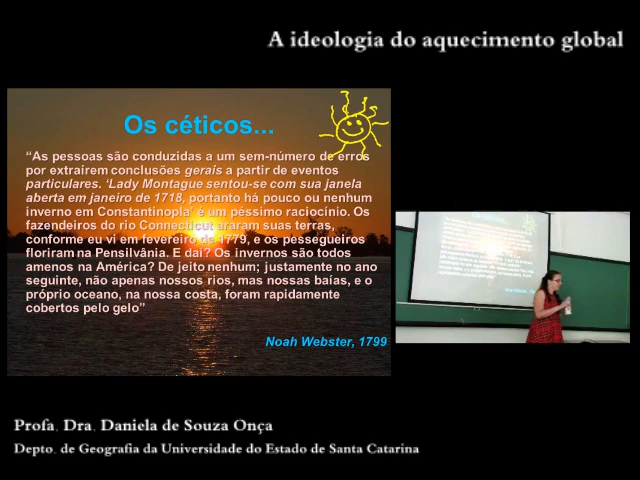 A ideologia do aquecimento global
Os céticos...
“As pessoas são conduzidas a um sem-número de erros
por extraírem conclusões gerais a partir de eventos
particulares. ‘Lady Montague sentou-se com sua janela
aberta em janeiro de 1718, portanto há pouco ou nenhum
inverno em Constantinopla’ é um péssimo raciocínio. Os
fazendeiros do rio Connecticut araram suas terras,
conforme eu vi em fevereiro de 1779, e os pessegueiros
floriram na Pensilvânia. E daí? Os invernos são todos
amenos na América? De jeito nenhum; justamente no ano
seguinte, não apenas nossos rios, mas nossas baías, e o
próprio oceano, na nossa costa, foram rapidamente
cobertos pelo gelo”
Noah Webster, 1799
Profa. Dra. Daniela de Souza Onça
Depto. de Geografia da Universidade do Estado de Santa Catarina